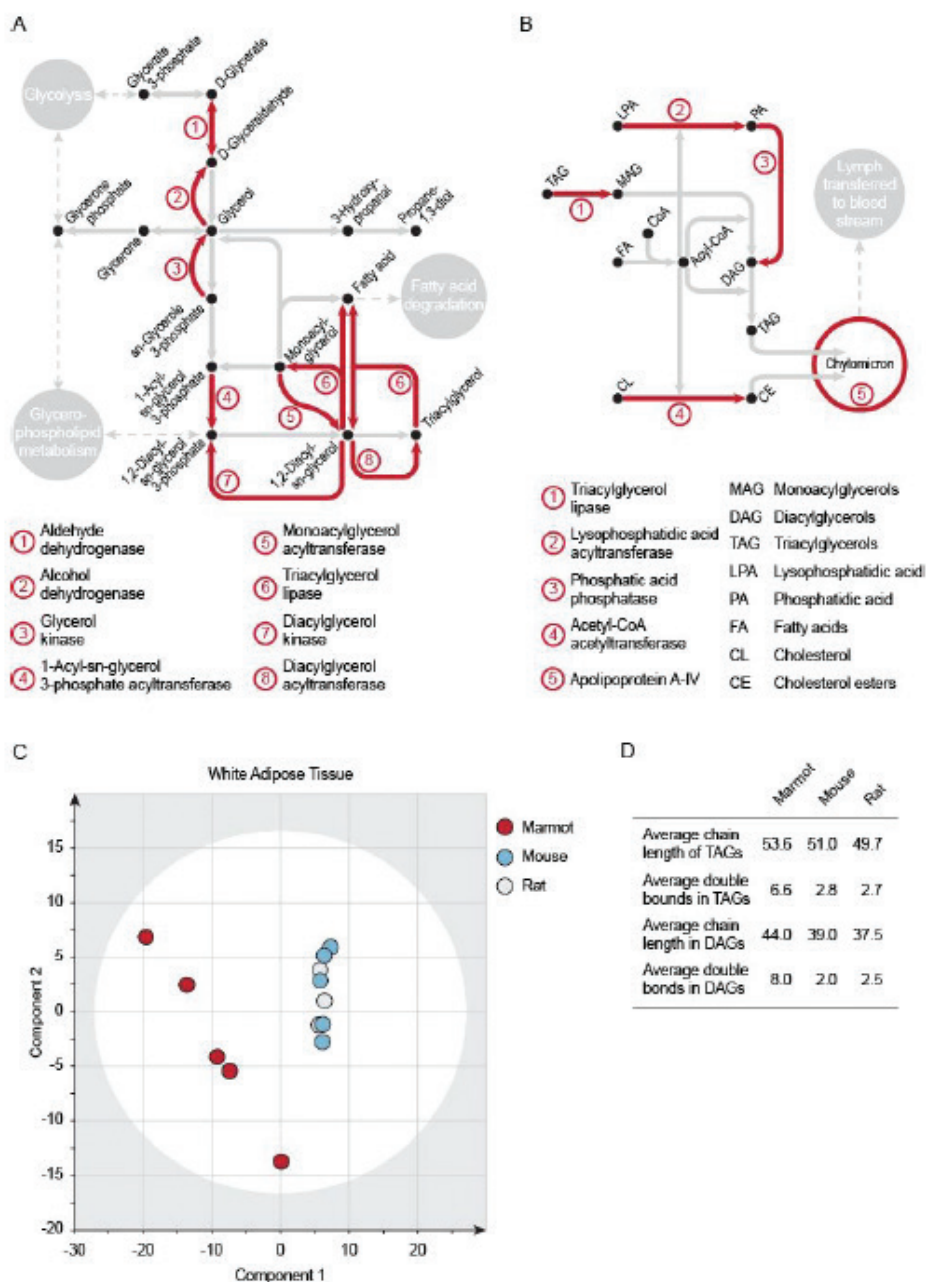 A
Glycolysis
Glycerate
3-phosphate
D-Glycerate
1
D-Glyceraldehyde
2
Glycerone
phosphate
Glycerone
Glycerol
3-Hydroxy-
propanal
Propane-
1,3-diol
3
sn-Glycerole
3-phosphate
Fatty acid
Fatty acid
degradation
Monoacyl-
glycerol
1-Acyl-
sn-glycerol
3-phosphate
4
5
6
6
Triacylglycerol
Glycero-
phospholipid
metabolism
1,2-Diacyl-
sn-glycerol
3-phosphate
1,2-Diacyl-
sn-glycerol
7
8
1 Aldehyde
dehydrogenase
2 Alcohol
dehydrogenase
3 Glycerol
kinase
4 1-Acyl-sn-glycerol
3-phosphate acyltransferase
5 Monoacylglycerol
acyltransferase
6 Triacylglycerol
lipase
7 Diacylglycerol
kinase
8 Diacylglycerol
acyltransferase
B
LPA
2
PA
3
TAG
1
MAG
Lymph
transferred
to blood
stream
CoA
FA
Acyl-CoA
DAG
TAG
Chylomicron
5
CL
4
CE
1 Triacylglycerol
lipase
2 Lysophosphatidic acid
acyltransferase
3 Phosphatic acid
phosphatase
4 Acetyl-CoA
acetyltransferase
5 Apolipoprotein A-IV
MAG Monoacylglycerols
DAG Diacylglycerols
TAG Triacylglycerols
LPA Lysophosphatidic acid
PA Phosphatidic acid
FA Fatty acids
CL Cholesterol
CE Cholesterol esters
C
White Adipose Tissue
Marmot
Mouse
Rat
15
10
5
0
-5
-10
-15
-20
Component 2
-30 -20 -10 0 10 20
Component 1
D
Marmot Mouse Rat
Average chain
length of TAGs 53.6 51.0 49.7
Average double
bounds in TAGs 6.6 2.8 2.7
Average chain
length in DAGs 44.0 39.0 37.5
Average double
bonds in DAGs 8.0 2.0 2.5